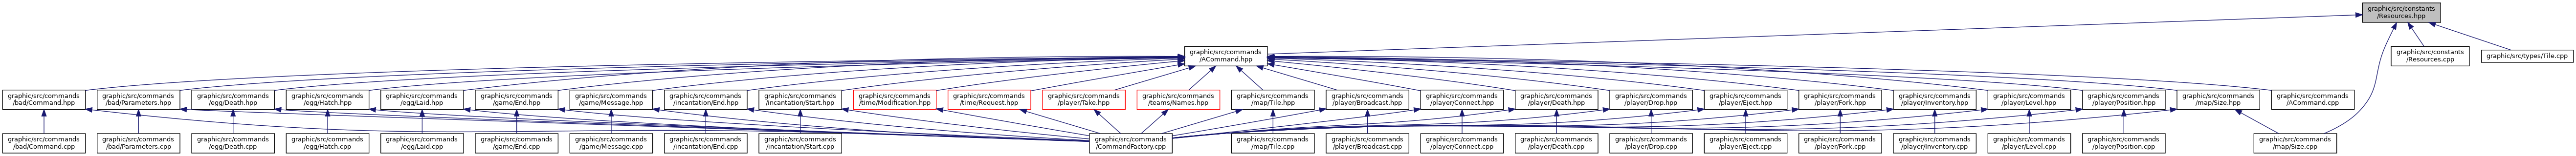 graphic/src/constants
/Resources.hpp
graphic/src/commands
/ACommand.hpp
graphic/src/constants
/Resources.cpp
graphic/src/types/Tile.cpp
graphic/src/commands
/bad/Command.hpp
graphic/src/commands
/bad/Parameters.hpp
graphic/src/commands
/egg/Death.hpp
graphic/src/commands
/egg/Hatch.hpp
graphic/src/commands
/egg/Laid.hpp
graphic/src/commands
/game/End.hpp
graphic/src/commands
/game/Message.hpp
graphic/src/commands
/incantation/End.hpp
graphic/src/commands
/incantation/Start.hpp
graphic/src/commands
/time/Modification.hpp
graphic/src/commands
/time/Request.hpp
graphic/src/commands
/player/Take.hpp
graphic/src/commands
/teams/Names.hpp
graphic/src/commands
/map/Tile.hpp
graphic/src/commands
/player/Broadcast.hpp
graphic/src/commands
/player/Connect.hpp
graphic/src/commands
/player/Death.hpp
graphic/src/commands
/player/Drop.hpp
graphic/src/commands
/player/Eject.hpp
graphic/src/commands
/player/Fork.hpp
graphic/src/commands
/player/Inventory.hpp
graphic/src/commands
/player/Level.hpp
graphic/src/commands
/player/Position.hpp
graphic/src/commands
/map/Size.hpp
graphic/src/commands
/ACommand.cpp
graphic/src/commands
/bad/Command.cpp
graphic/src/commands
/bad/Parameters.cpp
graphic/src/commands
/egg/Death.cpp
graphic/src/commands
/egg/Hatch.cpp
graphic/src/commands
/egg/Laid.cpp
graphic/src/commands
/game/End.cpp
graphic/src/commands
/game/Message.cpp
graphic/src/commands
/incantation/End.cpp
graphic/src/commands
/incantation/Start.cpp
graphic/src/commands
/CommandFactory.cpp
graphic/src/commands
/map/Tile.cpp
graphic/src/commands
/player/Broadcast.cpp
graphic/src/commands
/player/Connect.cpp
graphic/src/commands
/player/Death.cpp
graphic/src/commands
/player/Drop.cpp
graphic/src/commands
/player/Eject.cpp
graphic/src/commands
/player/Fork.cpp
graphic/src/commands
/player/Inventory.cpp
graphic/src/commands
/player/Level.cpp
graphic/src/commands
/player/Position.cpp
graphic/src/commands
/map/Size.cpp